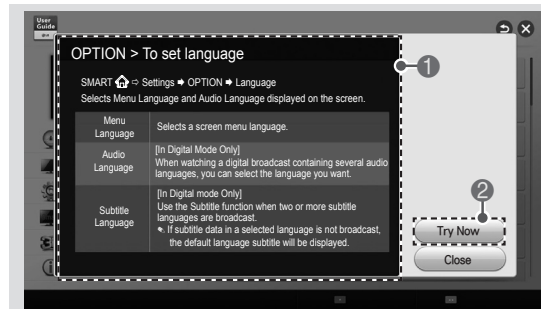 User
Guide
OPTION > To set language
❶
SMART ⇨ Settings ➡ OPTION ➡ Language
Selects Menu Language and Audio Language displayed on the screen.
Menu
Language
Selects a screen menu language.
Audio
Language
[In Digital Mode Only]
When watching a digital broadcast containing several audio
languages, you can select the language you want.
Subtitle
Language
[In Digital mode Only]
Use the Subtitle function when two or more subtitle
languages are broadcast.
If subtitle data in a selected language is not broadcast,
the default language subtitle will be displayed.
❷
Try Now
Close